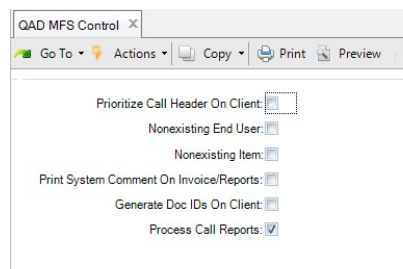 QAD MFS Control X
Go To Actions Copy Print Preview
Prioritize Call Header On Client:
Nonexisting End User:
Nonexisting Item:
Print System Comment On Invoice/Reports:
Generate Doc IDs On Client:
Process Call Reports: